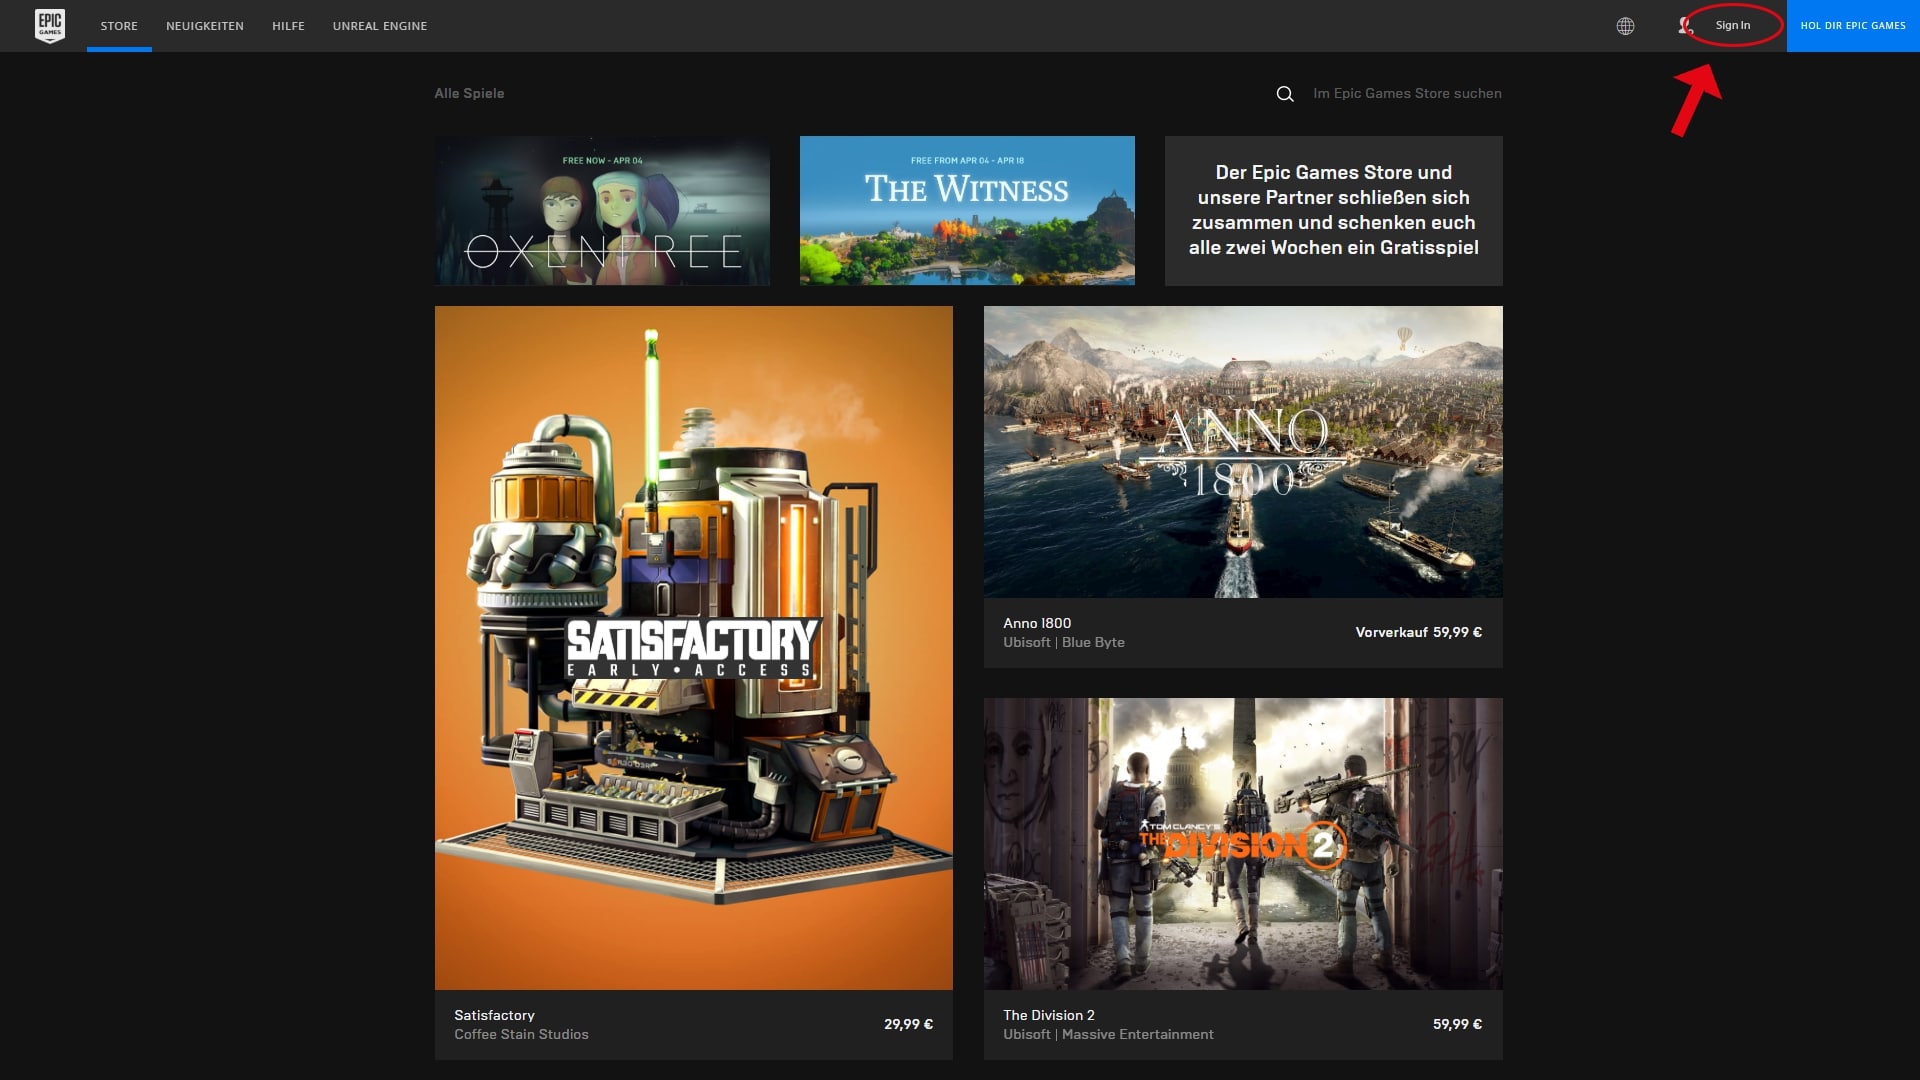 EPIC
GAMES
STORE
NEUIGKEITEN
HILFE
UNREAL ENGINE
Sign In
HOL DIR EPIC GAMES
Alle Spiele
Im Epic Games Store suchen
FREE NOW - APR 04
OXENFREE
FREE FROM APR 04 - APR 18
THE WITNESS
Der Epic Games Store und
unsere Partner schließen sich
zusammen und schenken euch
alle zwei Wochen ein Gratisspiel
SATISFACTORY
EARLY • ACCESS
Satisfactory
Coffee Stain Studios
29,99 €
ANNO
1800
Anno 1800
Ubisoft | Blue Byte
Vorverkauf 59,99 €
TOM CLANCY'S
THE DIVISION 2
The Division 2
Ubisoft | Massive Entertainment
59,99 €